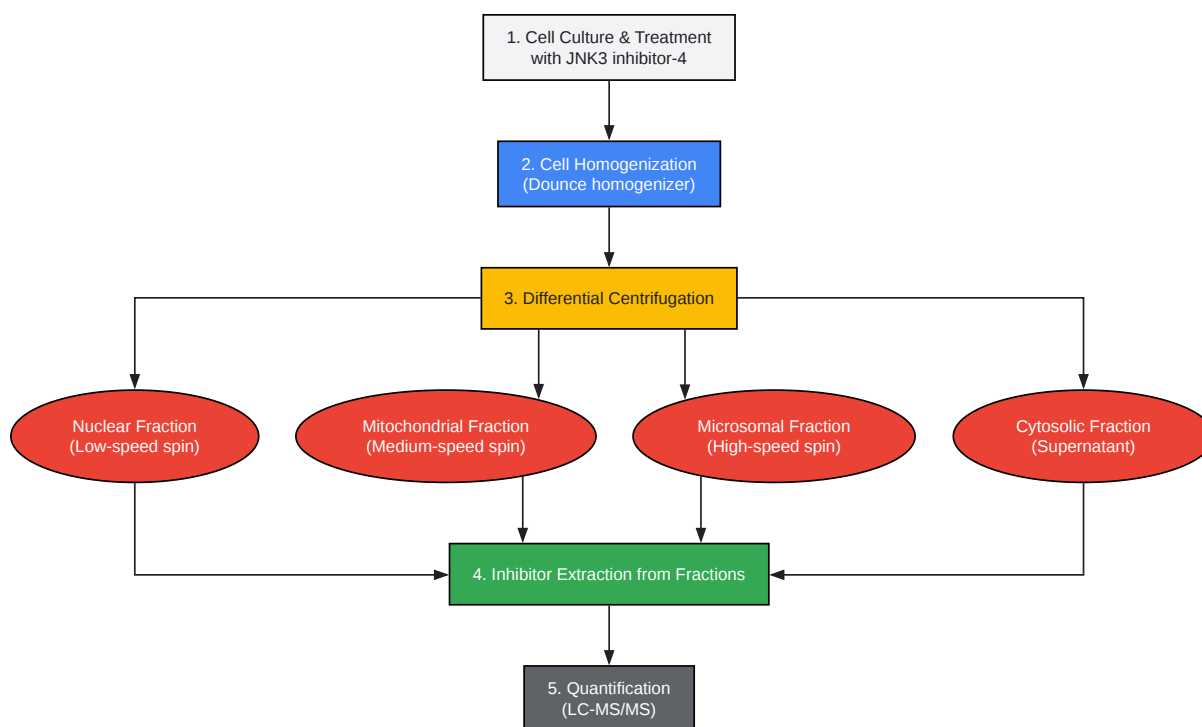 1. Cell Culture & Treatment
with JNK3 inhibitor-4
2. Cell Homogenization
(Dounce homogenizer)
3. Differential Centrifugation
Nuclear Fraction
(Low-speed spin)
Mitochondrial Fraction
(Medium-speed spin)
Microsomal Fraction
(High-speed spin)
Cytosolic Fraction
(Supernatant)
4. Inhibitor Extraction from Fractions
5. Quantification
(LC-MS/MS)